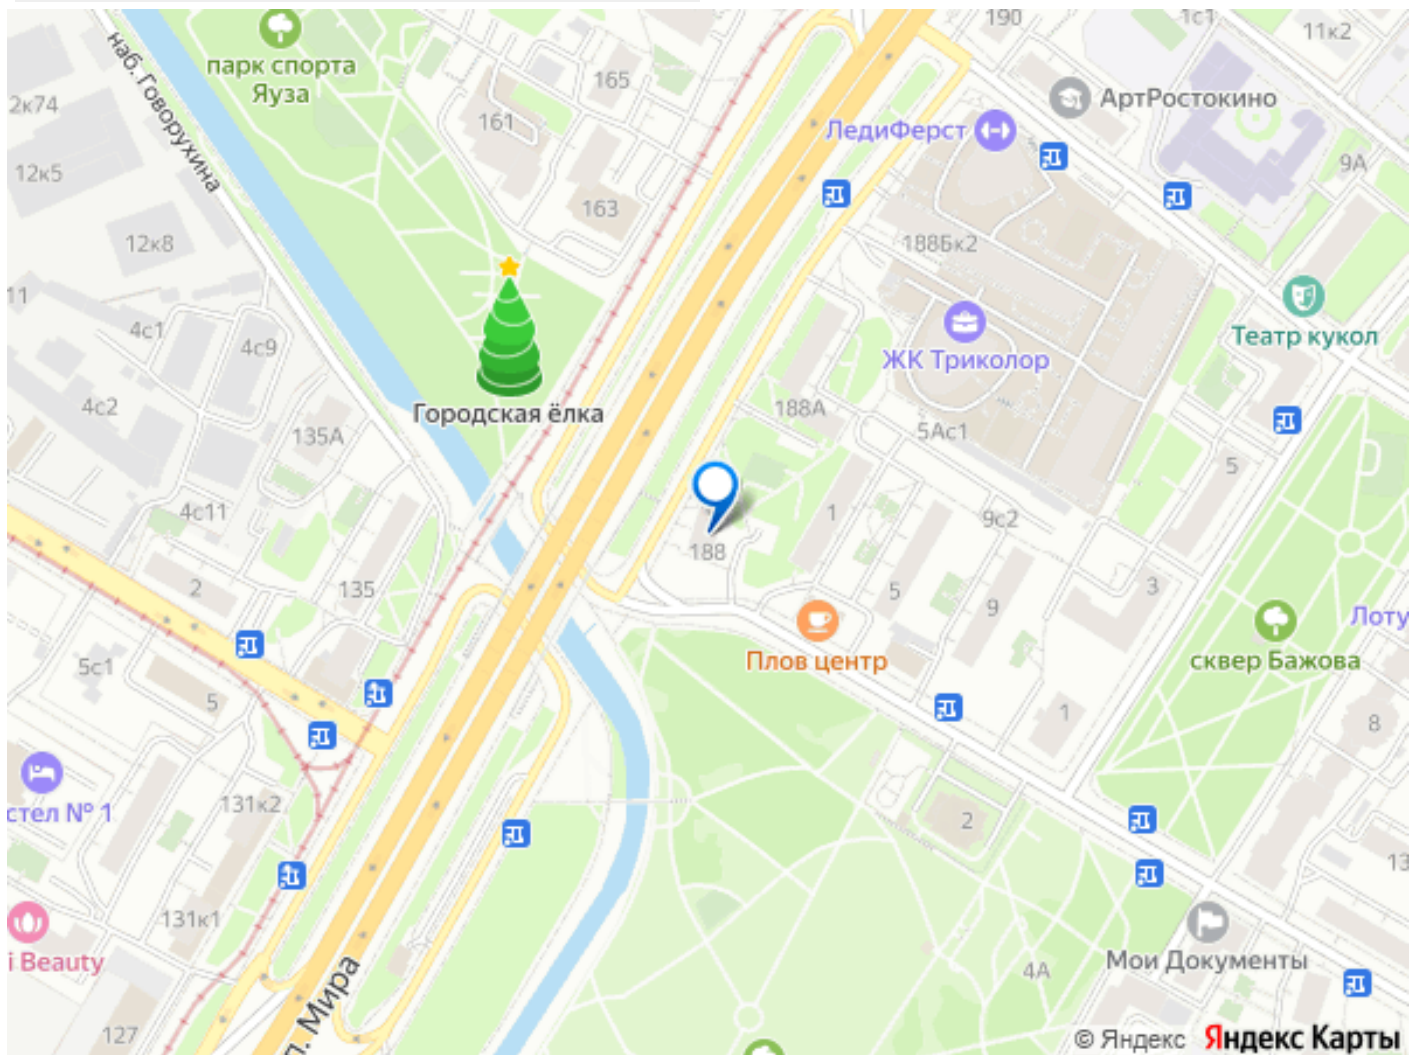 190
1с1
11к2
наб. Говорухина
парк спорта
Яуза
165
АртРостокино
2к74
161
ЛедиФерст
9А
12к5
163
12к8
188Бк2
11
4с1
4с9
Театр кукол
ЖК Триколор
4с2
Городская ёлка
188А
135А
5Ас1
5
4с11
1
9с2
188
2
135
5
9
3
Лоту
Плов центр
сквер Бажова
5с1
5
1
8
стел № 1
131к2
2
13
131к1
i Beauty
Мои Документы
4А
л. Мира
127
© Яндекс Яндекс Карты